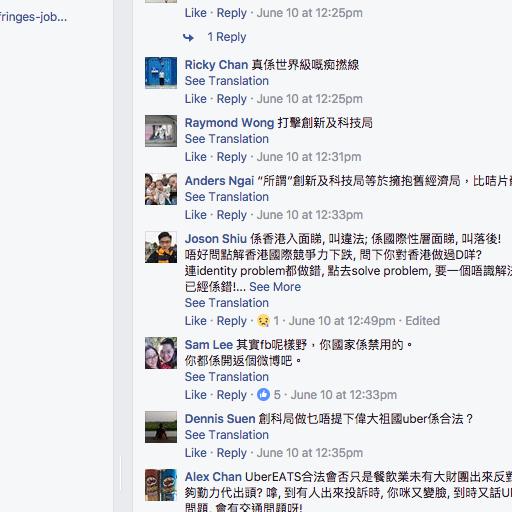 Like · Reply · June 10 at 12:25pm
fringes-job...
1 Reply
Ricky Chan 真係世界級嘅痴撚線
See Translation
Like · Reply · June 10 at 12:25pm
Raymond Wong 打擊創新及科技局
See Translation
Like · Reply · June 10 at 12:31pm
Anders Ngai “所謂”創新及科技局等於擁抱舊經濟局，比咭片
See Translation
Like · Reply · June 10 at 12:33pm
Joson Shiu 係香港入面睇, 叫違法; 係國際性層面睇, 叫落後!
唔好問點解香港國際競爭力下跌, 問下你對香港做過D咩?
連identity problem都做錯, 點去solve problem, 要一個唔識解
已經係錯!... See More
See Translation
Like · Reply · 1 · June 10 at 12:49pm · Edited
Sam Lee 其實fb呢樣野，你國家係禁用的。
你都係開返個微博吧。
See Translation
Like · Reply · 5 · June 10 at 12:33pm
Dennis Suen 創科局做乜唔提下偉大祖國uber係合法？
See Translation
Like · Reply · June 10 at 12:35pm
Alex Chan UberEATS合法會否只是餐飲業未有大財團出來反對
夠勤力代出頭? 嗱, 到有人出來投訴時, 你咪又變臉, 到時又話U
問題, 會有交通問題呀!